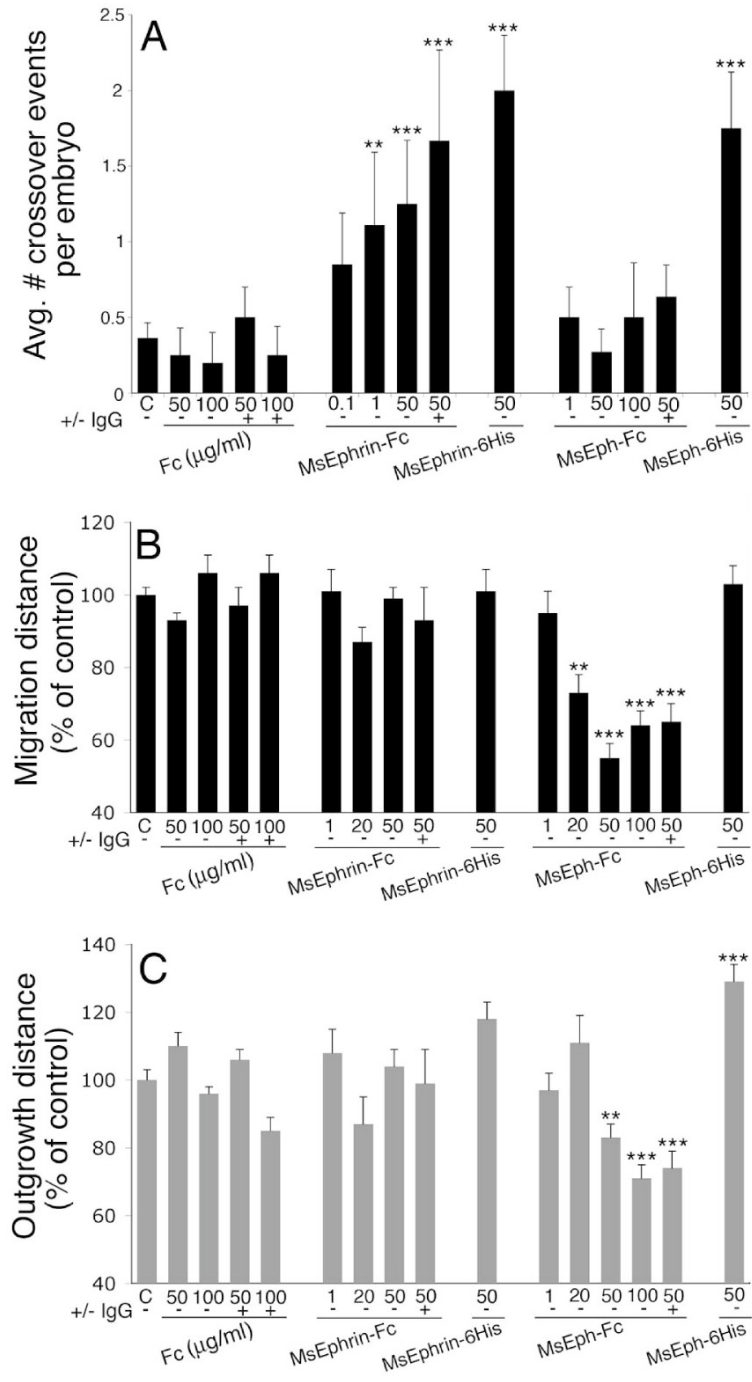 A
Avg. # crossover events
per embryo
2.5
2
1.5
1
0.5
0
** *** *** *** ***
C 50 100 50 100 0.1 1 50 50 50 1 50 100 50 50
+/- IgG - - - + + - - - + - - - - + -
Fc (µg/ml) MsEphrin-Fc MsEphrin-6His MsEph-Fc MsEph-6His
B
Migration distance
(% of control)
120
100
80
60
40
** *** *** ***
C 50 100 50 100 1 20 50 50 50 1 20 50 100 50 50
+/- IgG - - - + + - - - + - - - - - + -
Fc (µg/ml) MsEphrin-Fc MsEphrin-6His MsEph-Fc MsEph-6His
C
Outgrowth distance
(% of control)
140
120
100
80
60
40
** *** *** ***
C 50 100 50 100 1 20 50 50 50 1 20 50 100 50 50
+/- IgG - - - + + - - - + - - - - - + -
Fc (µg/ml) MsEphrin-Fc MsEphrin-6His MsEph-Fc MsEph-6His